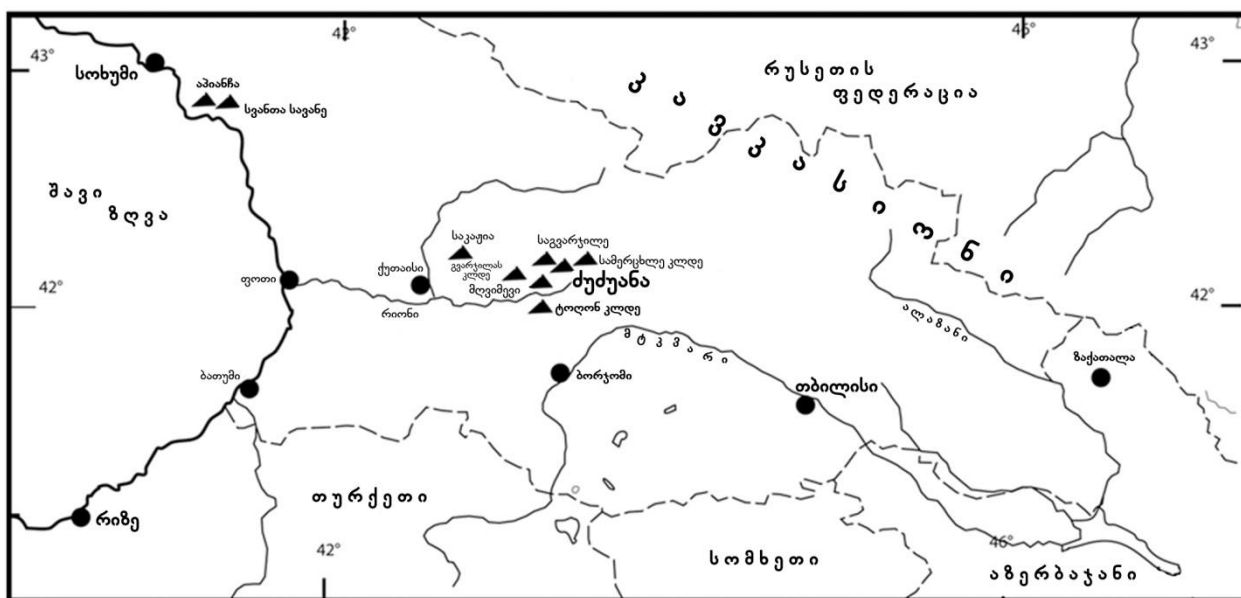 42°
46°
43°
43°
სოხუმი
რუსეთის
ფედერაცია
აპიანჩა
სვანთა სავანე
კავკასიონი
შავი
ზღვა
საკაჟია
საგვარჯილე
ქუთაისი
გვარჯილას
კლდე
სამერცხლე კლდე
ფოთი
მღვიმევი
ძუძუანა
42°
42°
რიონი
ტოღონ კლდე
ალაზანი
მტკვარი
ზაქათალა
ბათუმი
ბორჯომი
თბილისი
თურქეთი
რიზე
42°
სომხეთი
46°
აზერბაჯანი